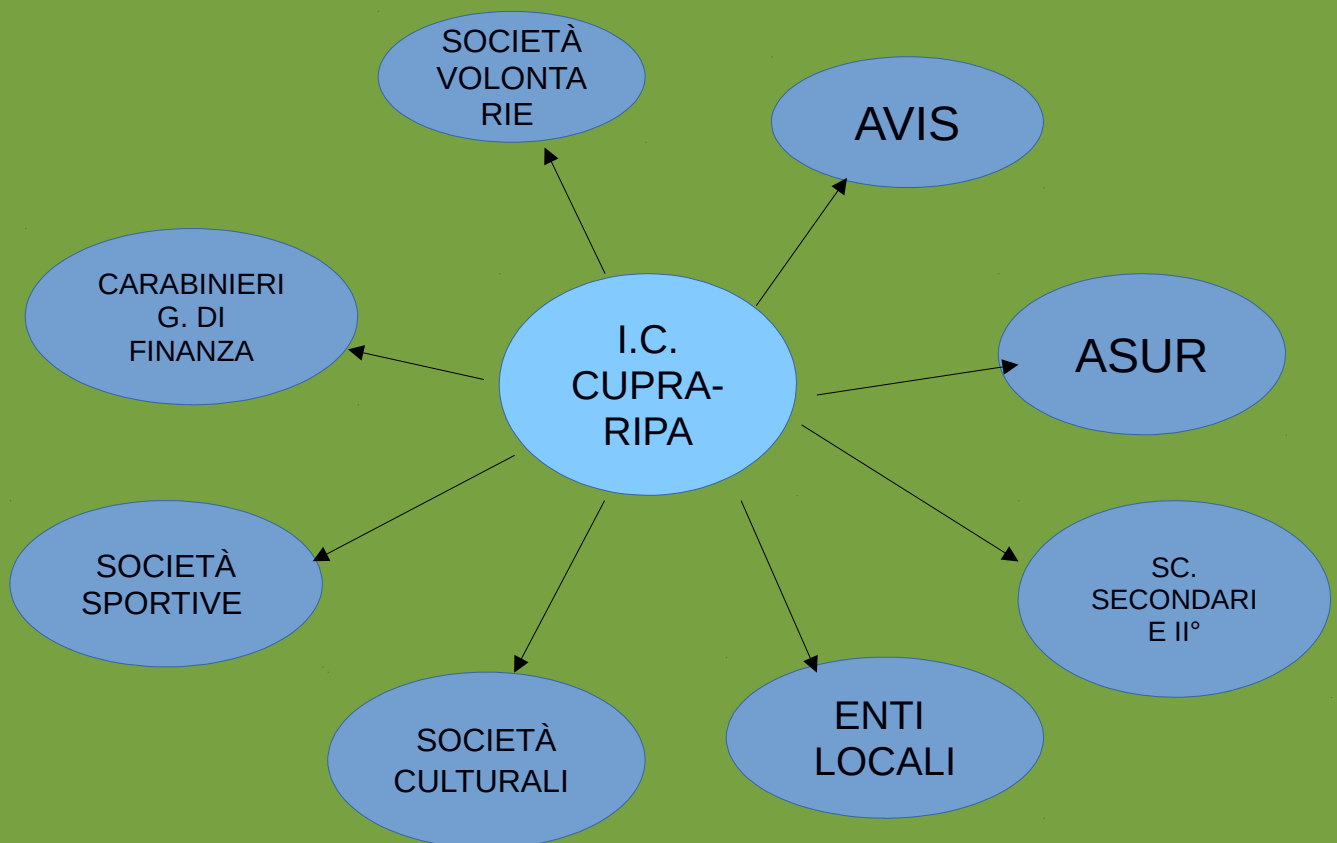 SOCIETÀ
VOLONTA
RIE
AVIS
CARABINIERI
G. DI
FINANZA
I.C.
CUPRA-
RIPA
ASUR
SOCIETÀ
SPORTIVE
SC.
SECONDARI
E II°
SOCIETÀ
CULTURALI
ENTI
LOCALI